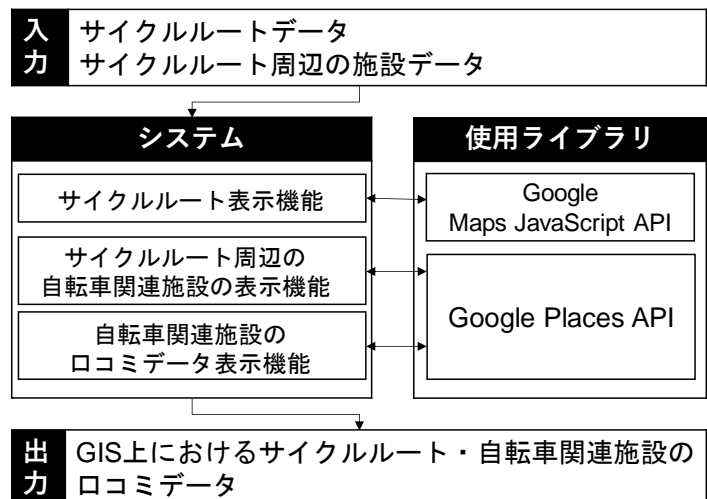 入力
サイクルルートデータ
サイクルルート周辺の施設データ
システム
サイクルルート表示機能
サイクルルート周辺の
自転車関連施設の表示機能
自転車関連施設の
口コミデータ表示機能
使用ライブラリ
Google
Maps JavaScript API
Google Places API
出力
GIS上におけるサイクルルート・自転車関連施設の
口コミデータ